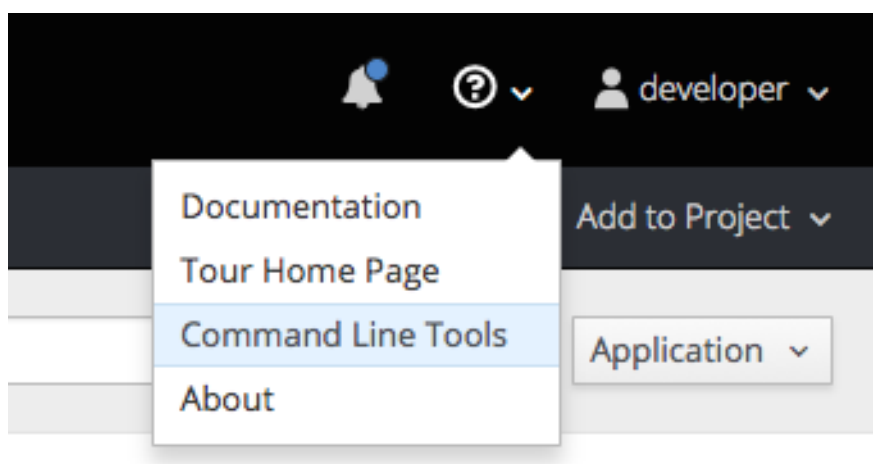 developer
Documentation
Add to Project
Tour Home Page
Command Line Tools
Application
About